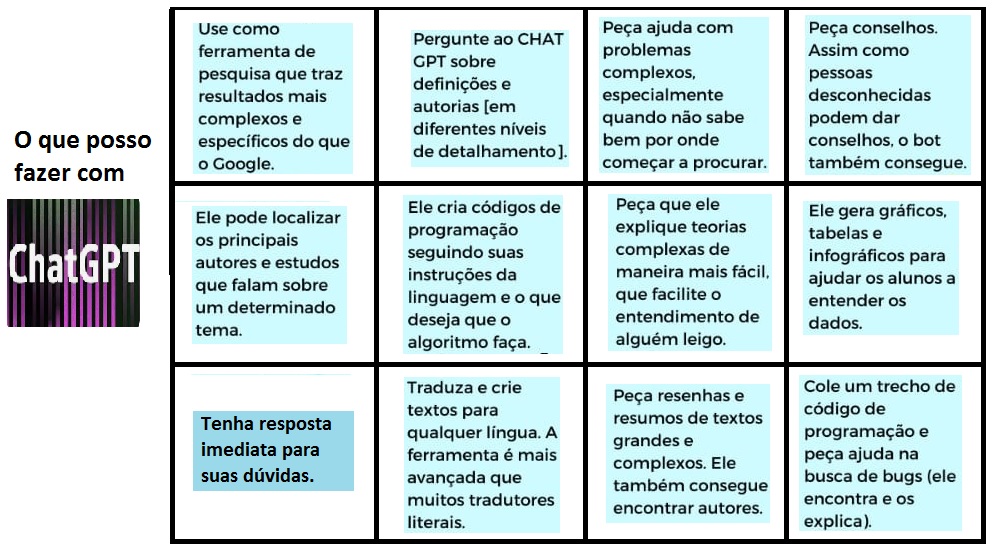 O que posso
fazer com
ChatGPT
Use como
ferramenta de
pesquisa que traz
resultados mais
complexos e
específicos do que
o Google.
Pergunte ao CHAT
GPT sobre
definições e
autorias [em
diferentes níveis
de detalhamento].
Peça ajuda com
problemas
complexos,
especialmente
quando não sabe
bem por onde
começar a procurar.
Peça conselhos.
Assim como
pessoas
desconhecidas
podem dar
conselhos, o bot
também consegue.
Ele pode localizar
os principais
autores e estudos
que falam sobre
um determinado
tema.
Ele cria códigos de
programação
seguindo suas
instruções da
linguagem e o que
deseja que o
algoritmo faça.
Peça que ele
explique teorias
complexas de
maneira mais fácil,
que facilite o
entendimento de
alguém leigo.
Ele gera gráficos,
tabelas e
infográficos para
ajudar os alunos a
entender os
dados.
Tenha resposta
imediata para
suas dúvidas.
Traduza e crie
textos para
qualquer língua. A
ferramenta é mais
avançada que
muitos tradutores
literais.
Peça resenhas e
resumos de textos
grandes e
complexos. Ele
também consegue
encontrar autores.
Cole um trecho de
código de
programação e
peça ajuda na
busca de bugs (ele
encontra e os
explica).